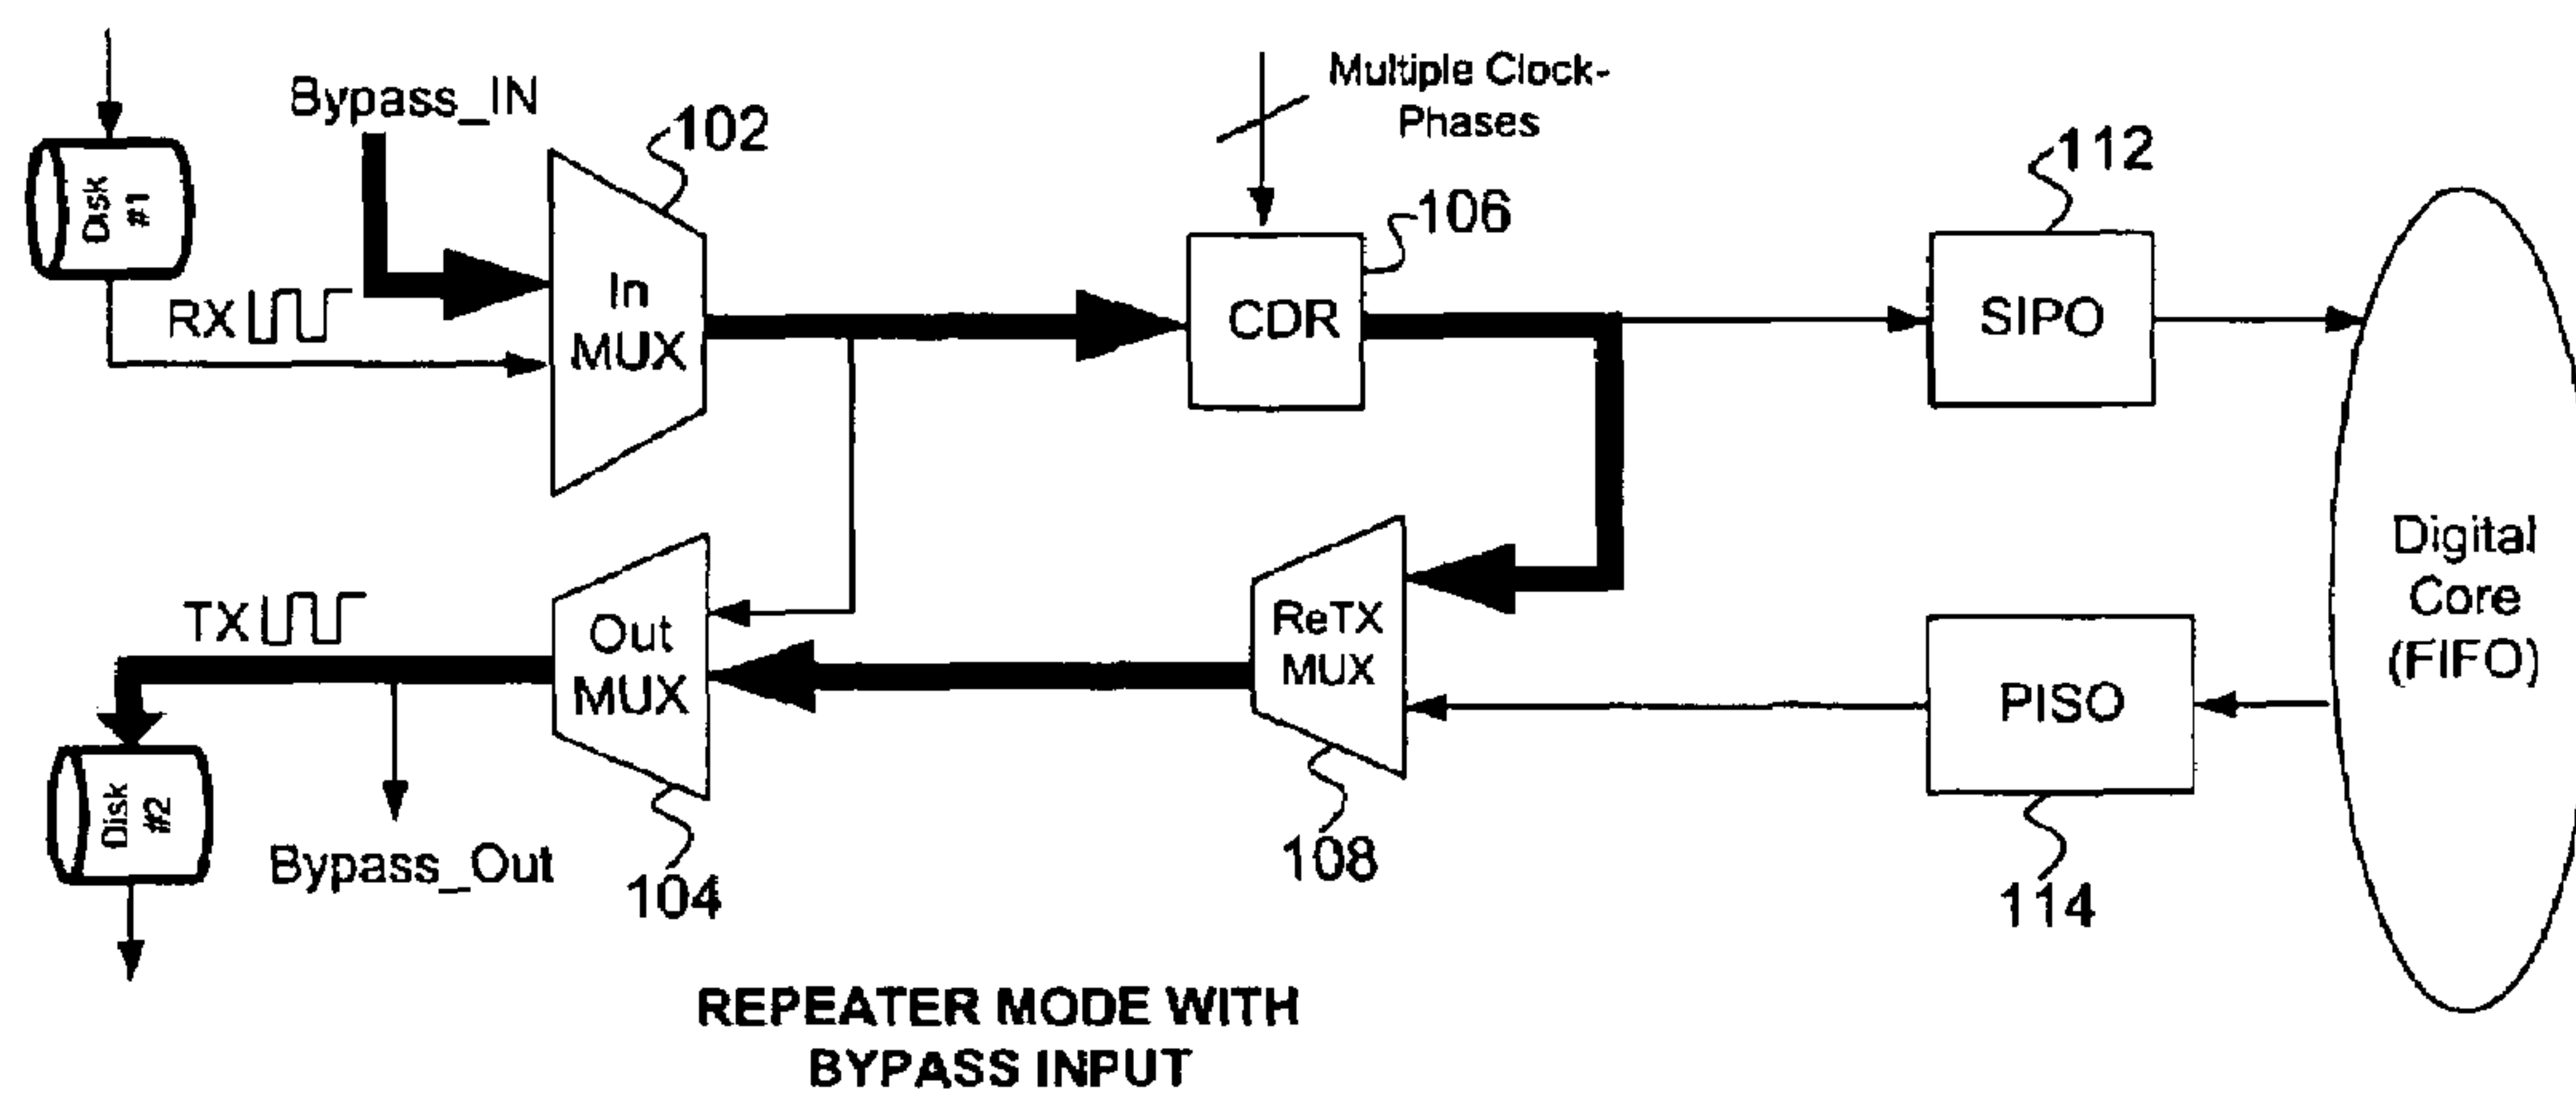 Bypass_IN
102
Multiple Clock-
Phases
112
106
Disk
#1
RX
In
MUX
CDR
SIPO
Digital
Core
(FIFO)
ReTX
MUX
TX
Out
MUX
PISO
Disk
#2
Bypass_Out
104
108
114
REPEATER MODE WITH
BYPASS INPUT